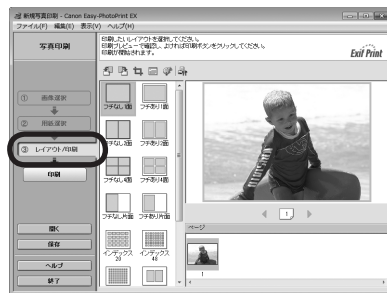 新規写真印刷 - Canon Easy-PhotoPrint EX
ファイル(F) 編集(E) 表示(V) ヘルプ(H)
写真印刷
印刷したいレイアウトを選択してください。
印刷プレビューで確認し、よければ印刷ボタンをクリックしてください。
印刷が開始されます。
Exif Print
① 画像選択
② 用紙選択
③ レイアウト/印刷
印刷
開く
保存
ヘルプ
終了
フチなし1面 フチあり1面
フチなし2面 フチあり2面
フチなし4面 フチあり4面
フチなし片面 フチあり片面
インデックス 20 インデックス 48
1
ページ
1